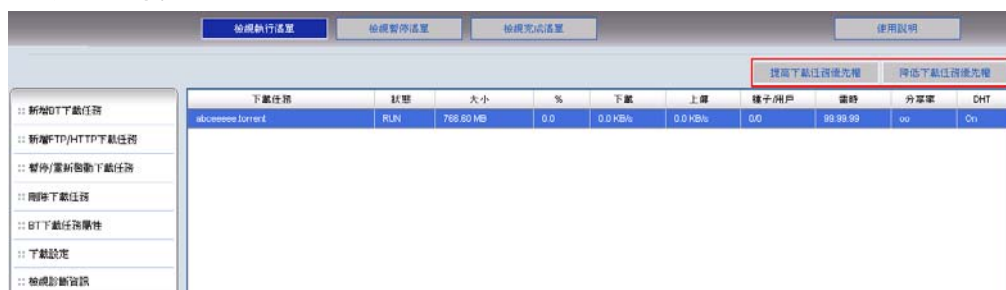 檢視執行清單 檢視暫停清單 檢視完成清單 使用說明
提高下載任務優先權 降低下載任務優先權
下載任務 狀態 大小 % 下載 上傳 種子/用戶 需時 分享率 DHT
abceeeee.torrent RUN 766.60 MB 0.0 0.0 KB/s 0.0 KB/s 0/0 99:99:99 oo On
:: 新增BT下載任務
:: 新增FTP/HTTP下載任務
:: 暫停/重新啟動下載任務
:: 刪除下載任務
:: BT下載任務屬性
:: 下載設定
:: 檢視診斷資訊